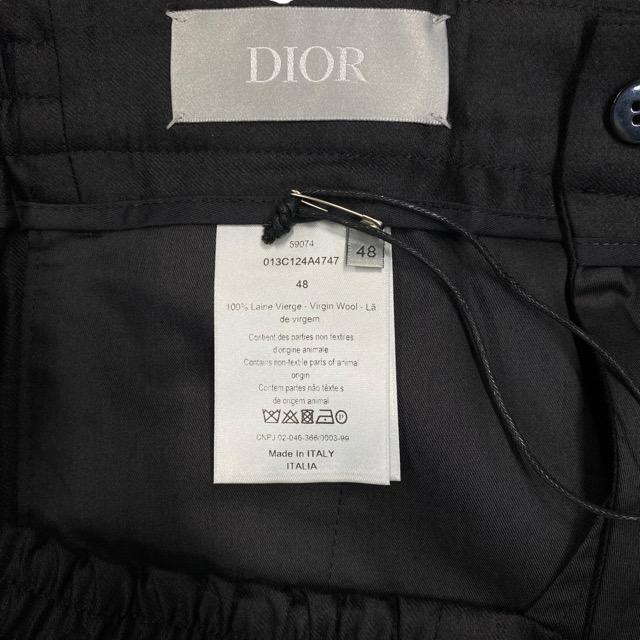 DIOR
59074
013C124A4747
48
48
100% Laine Vierge - Virgin Wool - Lã
de virgem
Contient des parties non textiles
d'origine animale
Contains non-textile parts of animal
origin
Contem partes não têxteis
de origem animal
CNPJ 02-046-366/0003-99
Made In ITALY
ITALIA